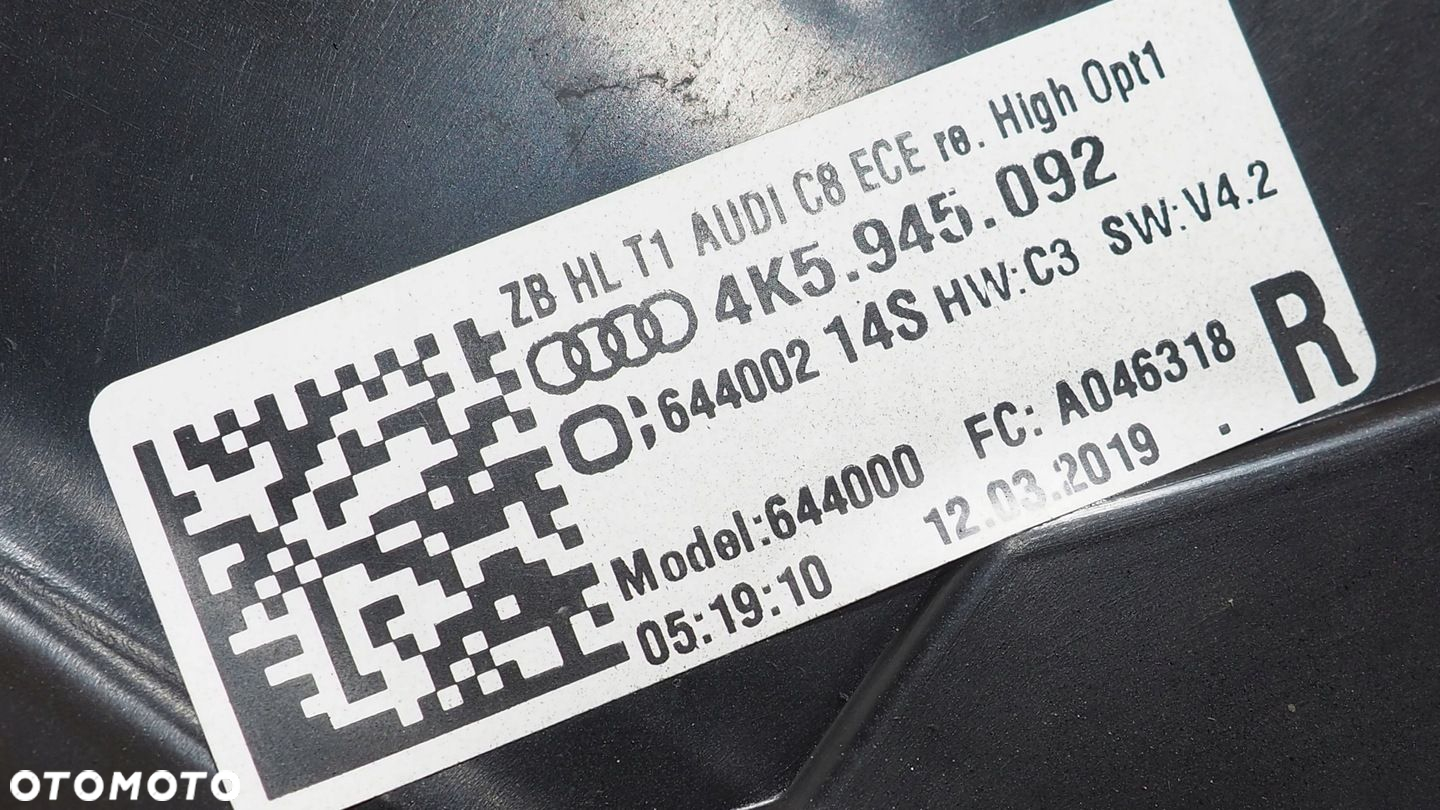 ZB HL T1 AUDI C8 ECE re. High Opt1
4K5.945.092
O;644002 14S HW:C3 SW:V4.2
Model:644000 FC: A046318 R
05:19:10 12.03.2019 -
OTOMOTO